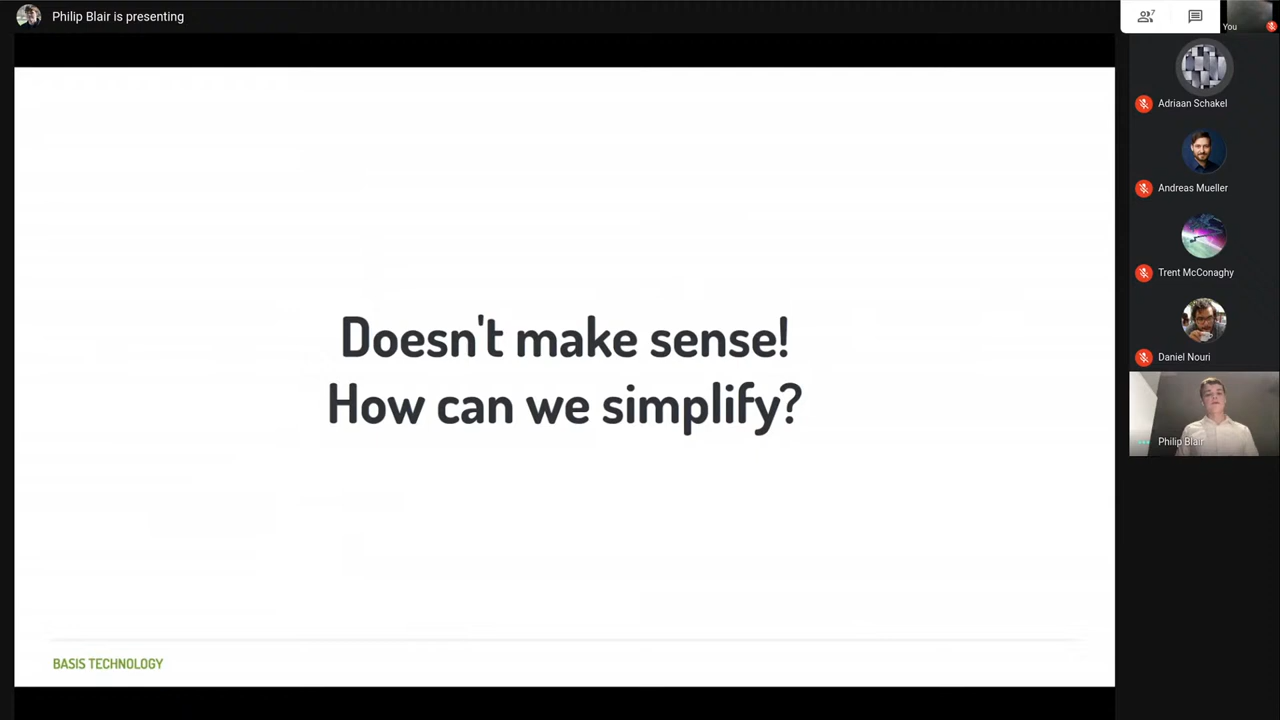 Philip Blair is presenting
7
You
Adriaan Schakel
Andreas Mueller
Trent McConaghy
Daniel Nouri
Philip Blair
Doesn't make sense!
How can we simplify?
BASIS TECHNOLOGY